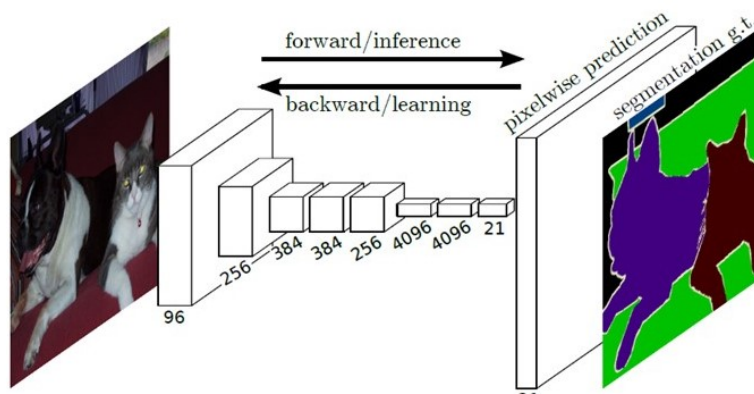 forward/inference
backward/learning
pixelwise prediction
segmentation g.t.
96
256
384
384
256
4096
4096
21